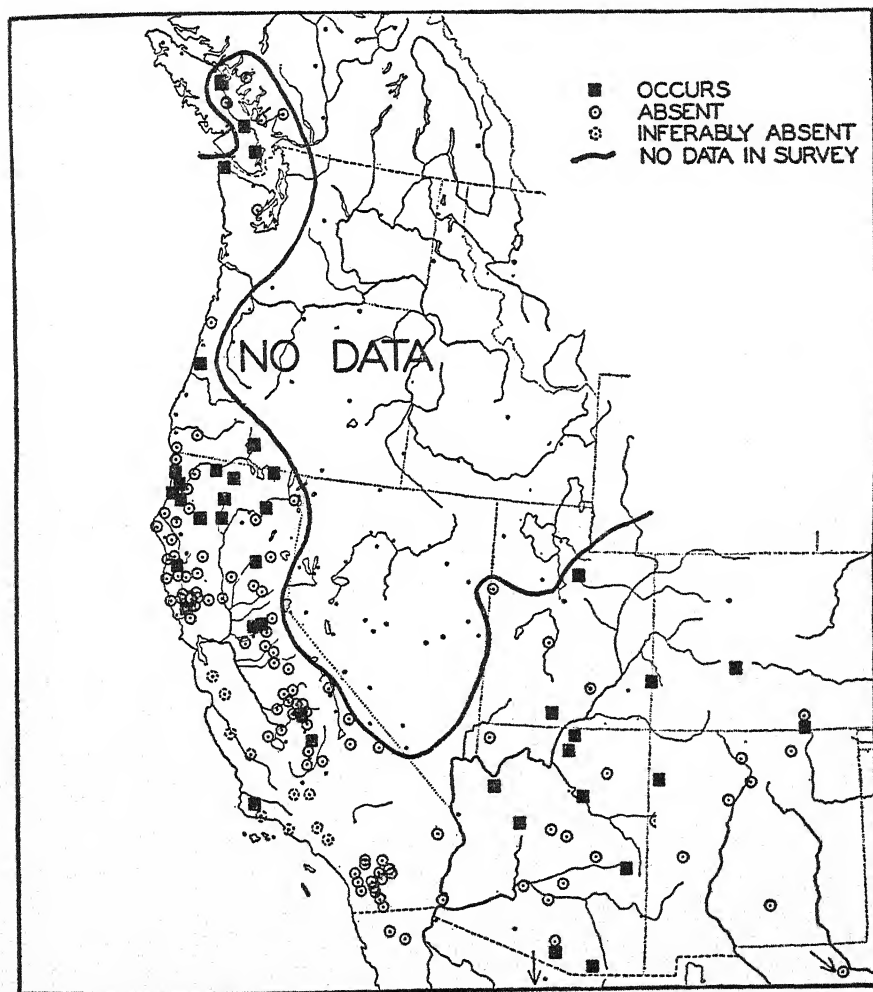 OCCURS
ABSENT
INFERABLY ABSENT
NO DATA IN SURVEY
NO DATA